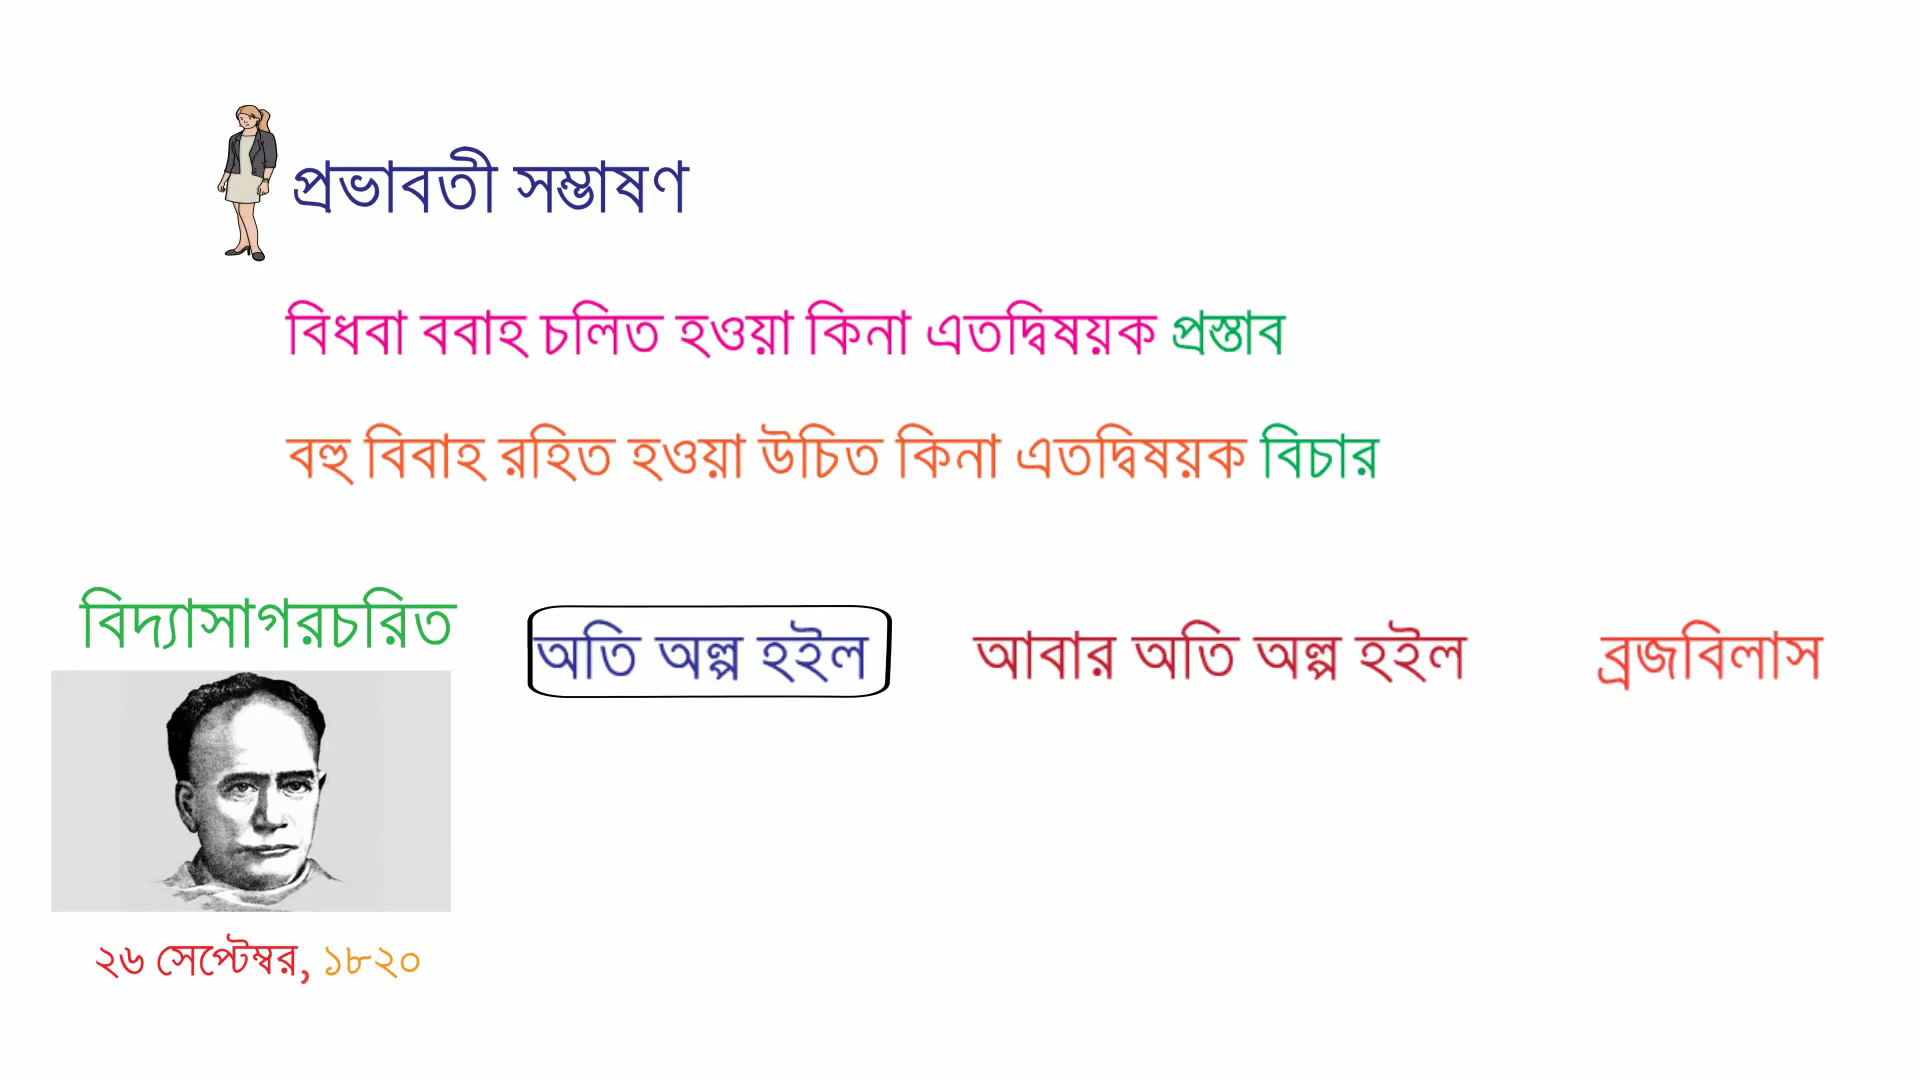 প্রভাবতী সম্ভাষণ
বিধবা ববাহ চলিত হওয়া কিনা এতদ্বিষয়ক প্রস্তাব
বহু বিবাহ রহিত হওয়া উচিত কিনা এতদ্বিষয়ক বিচার
বিদ্যাসাগরচরিত
অতি অল্প হইল
আবার অতি অল্প হইল
ব্রজবিলাস
২৬ সেপ্টেম্বর, ১৮২০